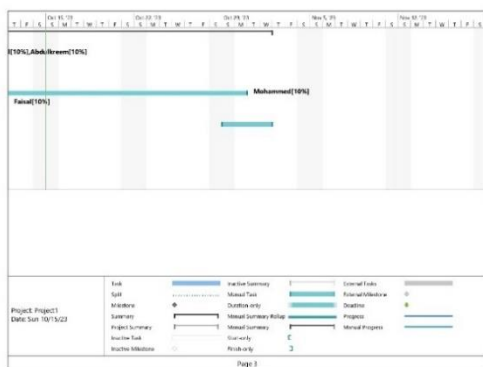 Oct 15, '23 Oct 22, '23 Oct 29, '23 Nov 5, '23 Nov 12, '23
T F S S M T W T F S S M T W T F S S M T W T F S S M T W T F S S M T W T F S
l[10%],Abdulkreem[10%]
Mohammed[10%]
Faisal[10%]
Task Inactive Summary External Tasks
Split Manual Task External Milestone
Milestone Duration-only Deadline
Summary Manual Summary Rollup Progress
Project Summary Manual Summary Manual Progress
Inactive Task Start-only
Inactive Milestone Finish-only
Project: Project1
Date: Sun 10/15/23
Page 3